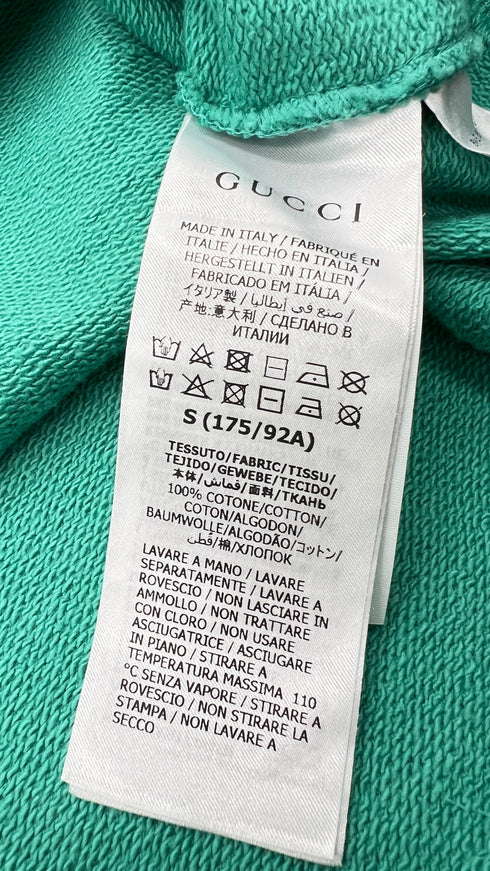 GUCCI
MADE IN ITALY / FABRIQUÉ EN
ITALIE / HECHO EN ITALIA /
HERGESTELLT IN ITALIEN /
FABRICADO EM ITÁLIA /
イタリア製 / صنع في أيطاليا /
产地:意大利 / СДЕЛАНО В
ИТАЛИИ
S (175/92A)
TESSUTO/FABRIC/TISSU/
TEJIDO/GEWEBE/TECIDO/
本体/قماش/面料/ТКАНЬ
100% COTONE/COTTON/
COTON/ALGODON/
BAUMWOLLE/ALGODÃO/コットン/
قطن/棉/ХЛОПОК
LAVARE A MANO / LAVARE
SEPARATAMENTE / LAVARE A
ROVESCIO / NON LASCIARE IN
AMMOLLO / NON TRATTARE
CON CLORO / NON USARE
ASCIUGATRICE / ASCIUGARE
IN PIANO / STIRARE A
TEMPERATURA MASSIMA 110
°C SENZA VAPORE / STIRARE A
ROVESCIO / NON STIRARE LA
STAMPA / NON LAVARE A
SECCO